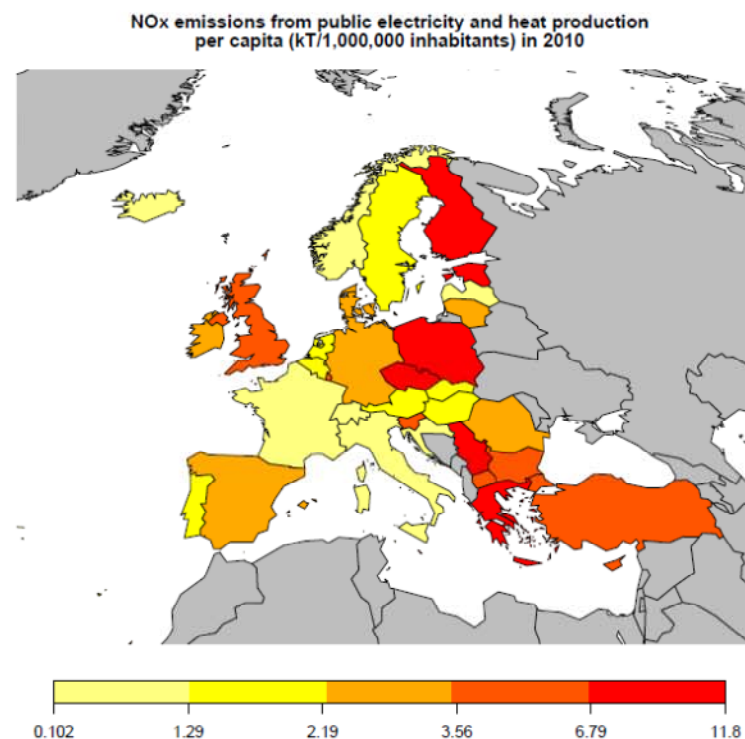 NOx emissions from public electricity and heat production
per capita (kT/1,000,000 inhabitants) in 2010
0.102 1.29 2.19 3.56 6.79 11.8